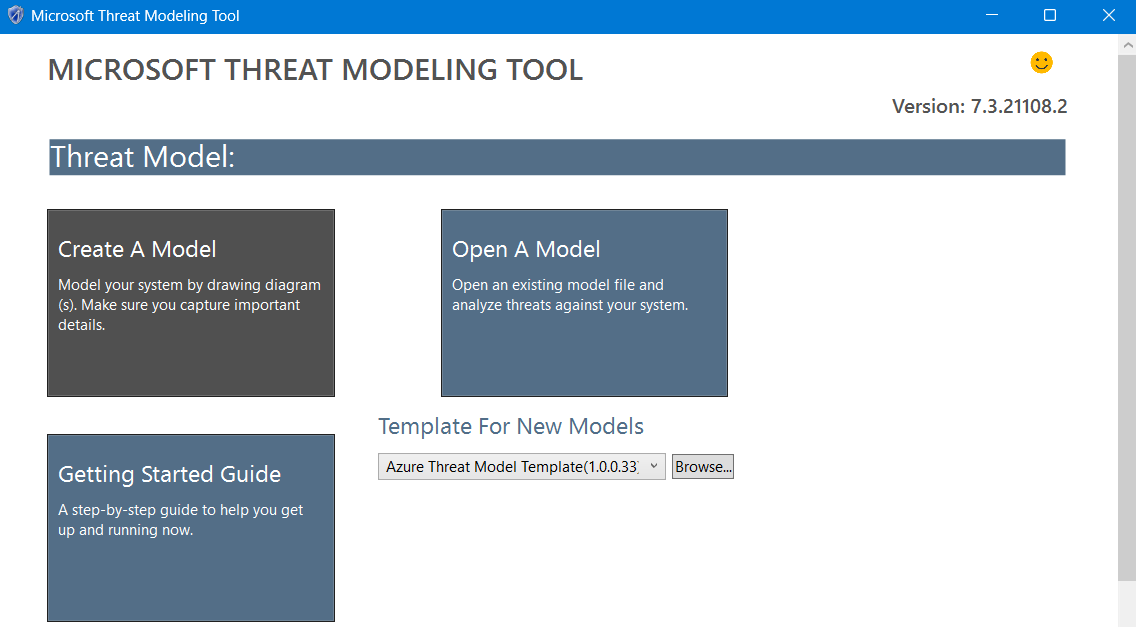 Microsoft Threat Modeling Tool
MICROSOFT THREAT MODELING TOOL
Version: 7.3.21108.2
Threat Model:
Create A Model
Model your system by drawing diagram
(s). Make sure you capture important
details.
Open A Model
Open an existing model file and
analyze threats against your system.
Template For New Models
Azure Threat Model Template(1.0.0.33)
Browse...
Getting Started Guide
A step-by-step guide to help you get
up and running now.